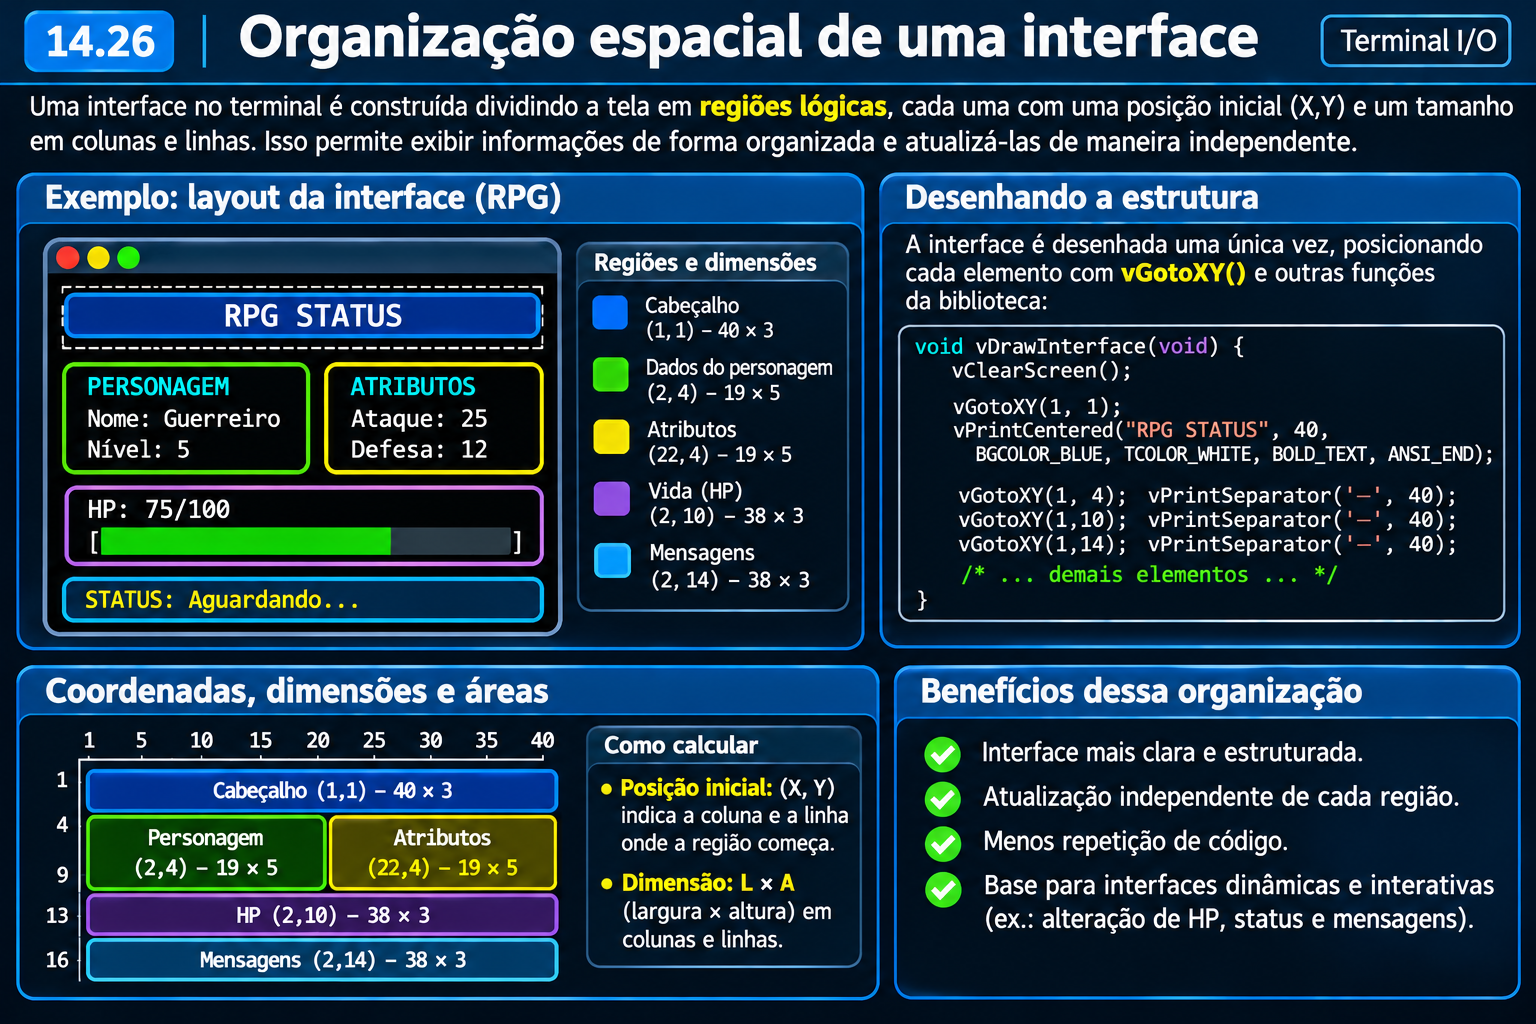 14.26
Organização espacial de uma interface
Terminal I/O
Uma interface no terminal é construída dividindo a tela em regiões lógicas, cada uma com uma posição inicial (X,Y) e um tamanho
em colunas e linhas. Isso permite exibir informações de forma organizada e atualizá-las de maneira independente.
Exemplo: layout da interface (RPG)
RPG STATUS
PERSONAGEM
Nome: Guerreiro
Nível: 5
ATRIBUTOS
Ataque: 25
Defesa: 12
HP: 75/100
[ ]
STATUS: Aguardando...
Regiões e dimensões
Cabeçalho
(1,1) – 40 × 3
Dados do personagem
(2,4) – 19 × 5
Atributos
(22,4) – 19 × 5
Vida (HP)
(2,10) – 38 × 3
Mensagens
(2,14) – 38 × 3
Desenhando a estrutura
A interface é desenhada uma única vez, posicionando
cada elemento com vGotoXY() e outras funções
da biblioteca:
void vDrawInterface(void) {
vClearScreen();
vGotoXY(1, 1);
vPrintCentered("RPG STATUS", 40,
BGCOLOR_BLUE, TCOLOR_WHITE, BOLD_TEXT, ANSI_END);
vGotoXY(1, 4); vPrintSeparator('–', 40);
vGotoXY(1,10); vPrintSeparator('–', 40);
vGotoXY(1,14); vPrintSeparator('–', 40);
/* ... demais elementos ... */
}
Coordenadas, dimensões e áreas
1 5 10 15 20 25 30 35 40
1
4
9
13
16
Cabeçalho (1,1) – 40 × 3
Personagem
(2,4) – 19 × 5
Atributos
(22,4) – 19 × 5
HP (2,10) – 38 × 3
Mensagens (2,14) – 38 × 3
Como calcular
• Posição inicial: (X, Y)
indica a coluna e a linha
onde a região começa.
• Dimensão: L × A
(largura × altura) em
colunas e linhas.
Benefícios dessa organização
Interface mais clara e estruturada.
Atualização independente de cada região.
Menos repetição de código.
Base para interfaces dinâmicas e interativas
(ex.: alteração de HP, status e mensagens).